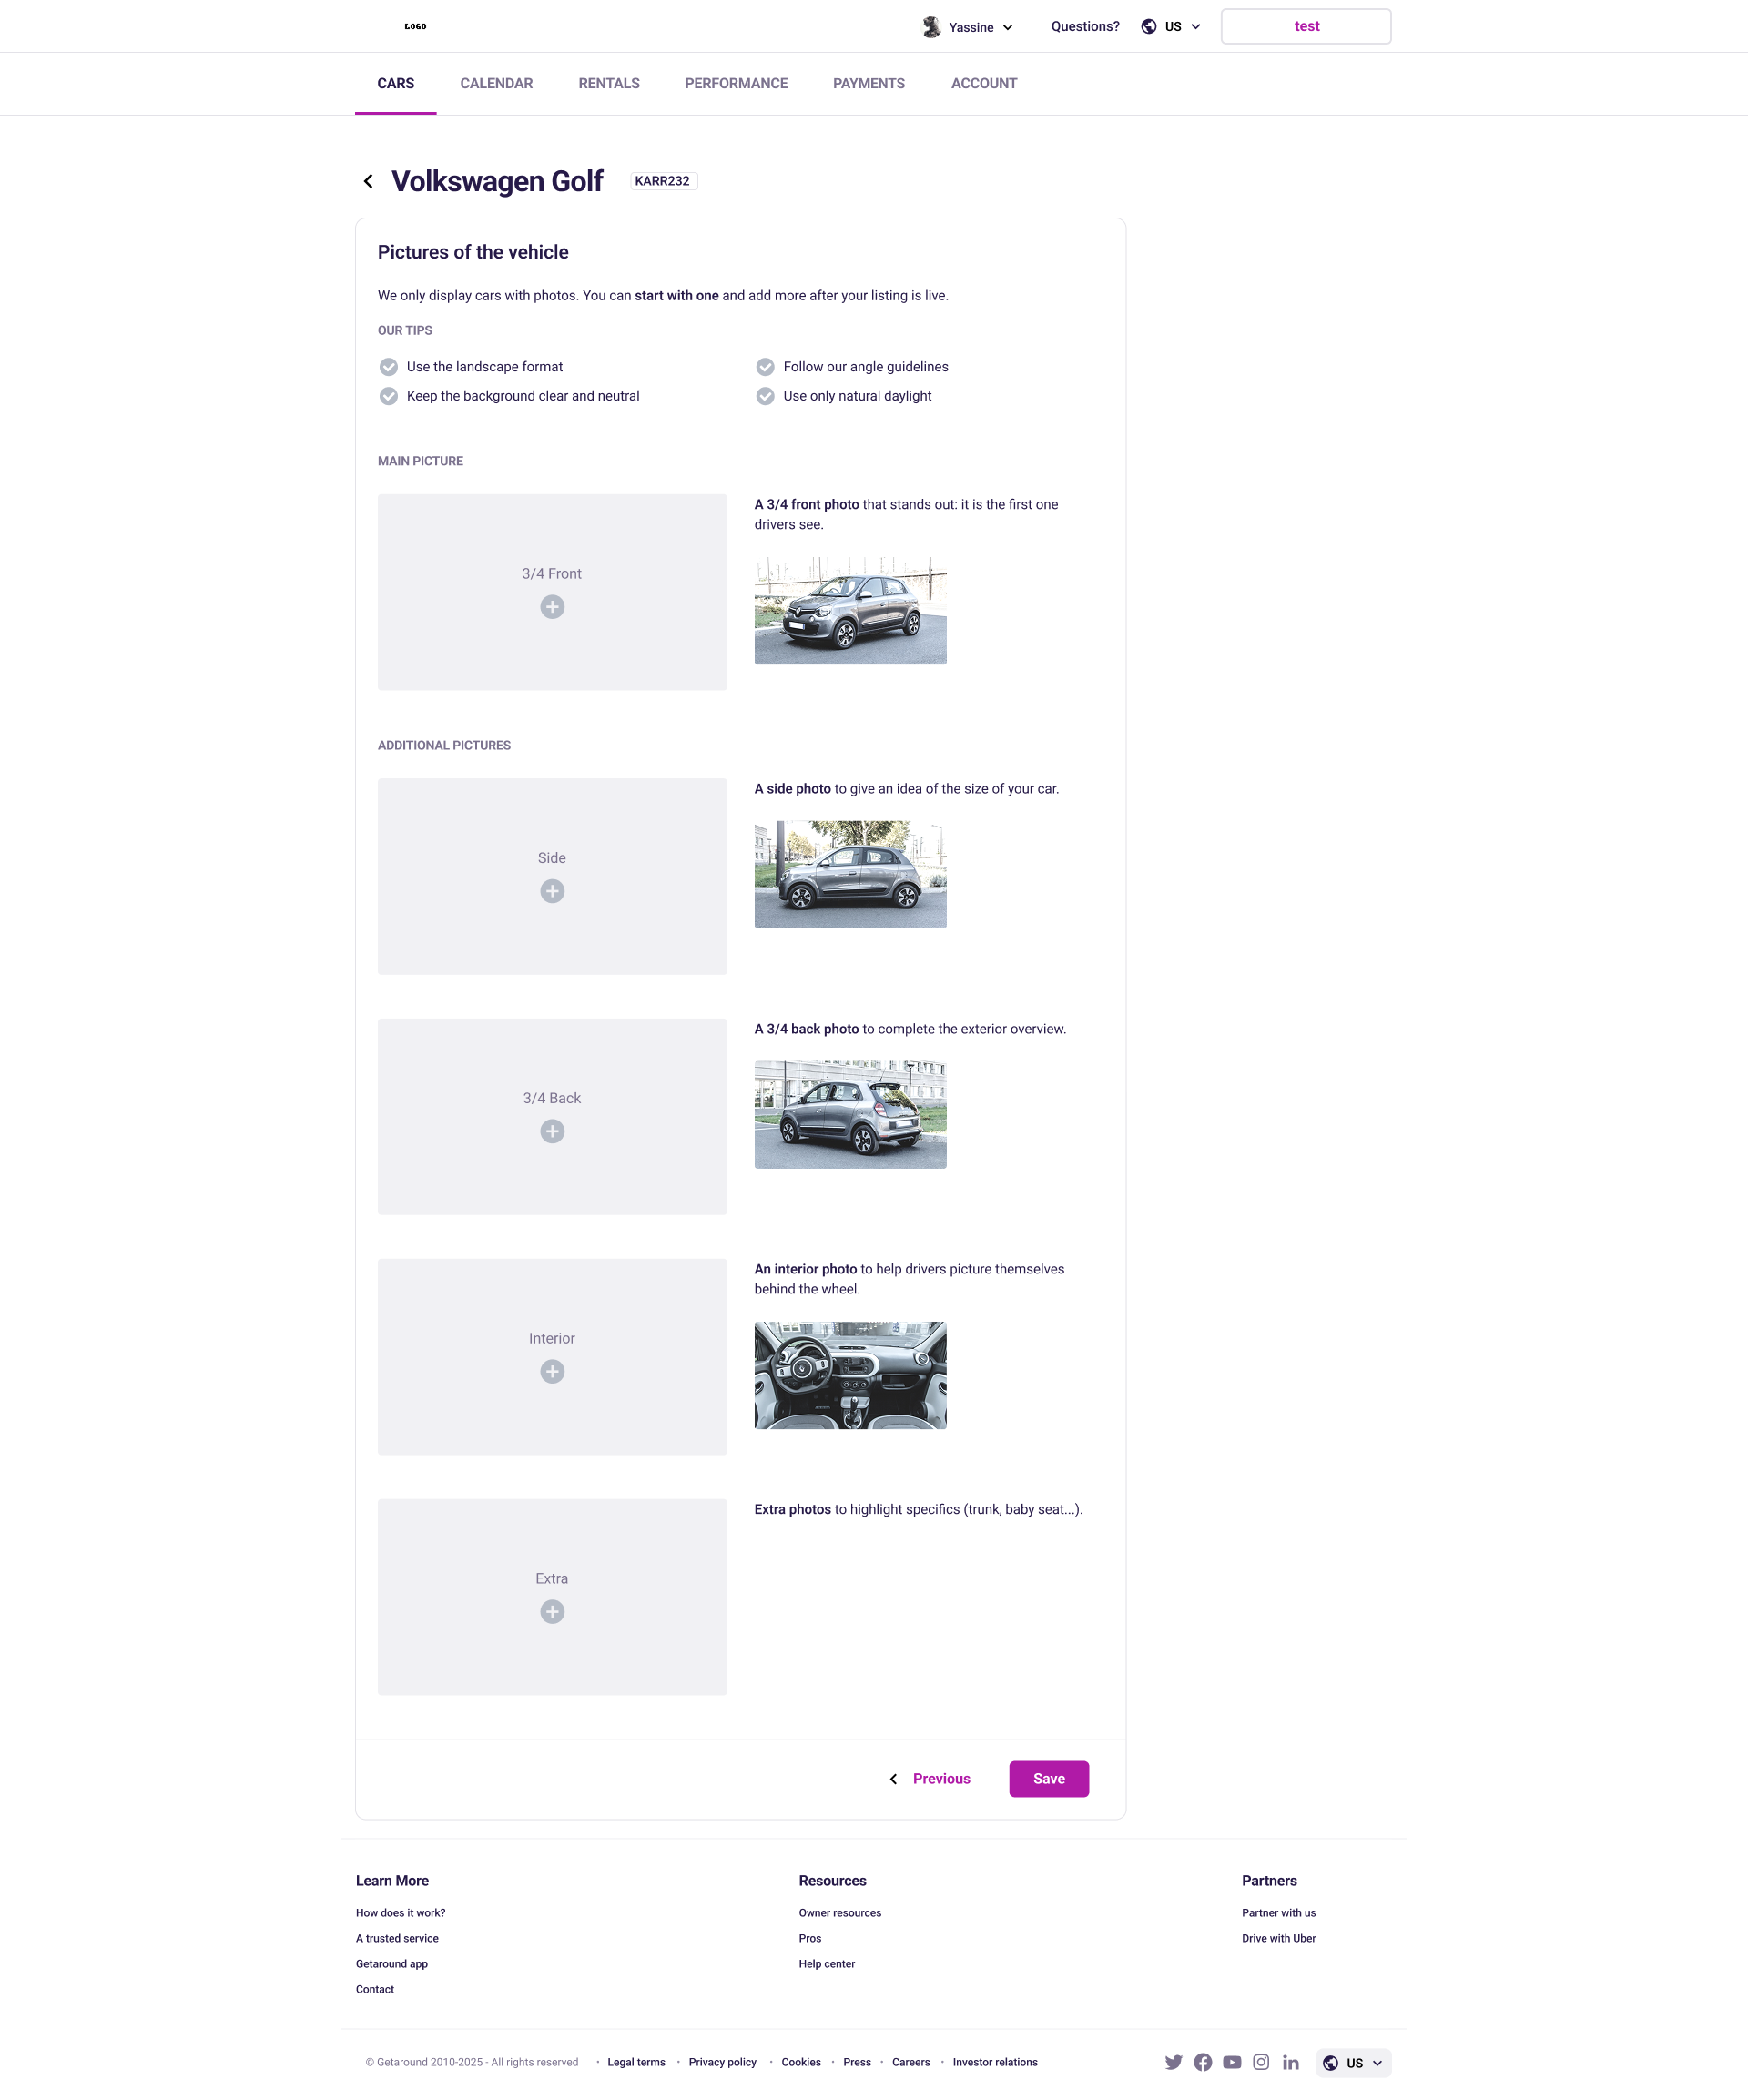 LOGO
Yassine
Questions?
US
test
CARS
CALENDAR
RENTALS
PERFORMANCE
PAYMENTS
ACCOUNT
Volkswagen Golf
KARR232
Pictures of the vehicle
We only display cars with photos. You can start with one and add more after your listing is live.
OUR TIPS
Use the landscape format
Follow our angle guidelines
Keep the background clear and neutral
Use only natural daylight
MAIN PICTURE
3/4 Front
A 3/4 front photo that stands out: it is the first one
drivers see.
ADDITIONAL PICTURES
Side
A side photo to give an idea of the size of your car.
3/4 Back
A 3/4 back photo to complete the exterior overview.
Interior
An interior photo to help drivers picture themselves
behind the wheel.
Extra
Extra photos to highlight specifics (trunk, baby seat...).
Previous
Save
Learn More
How does it work?
A trusted service
Getaround app
Contact
Resources
Owner resources
Pros
Help center
Partners
Partner with us
Drive with Uber
© Getaround 2010-2025 - All rights reserved
• Legal terms
• Privacy policy
• Cookies
• Press
• Careers
• Investor relations
US